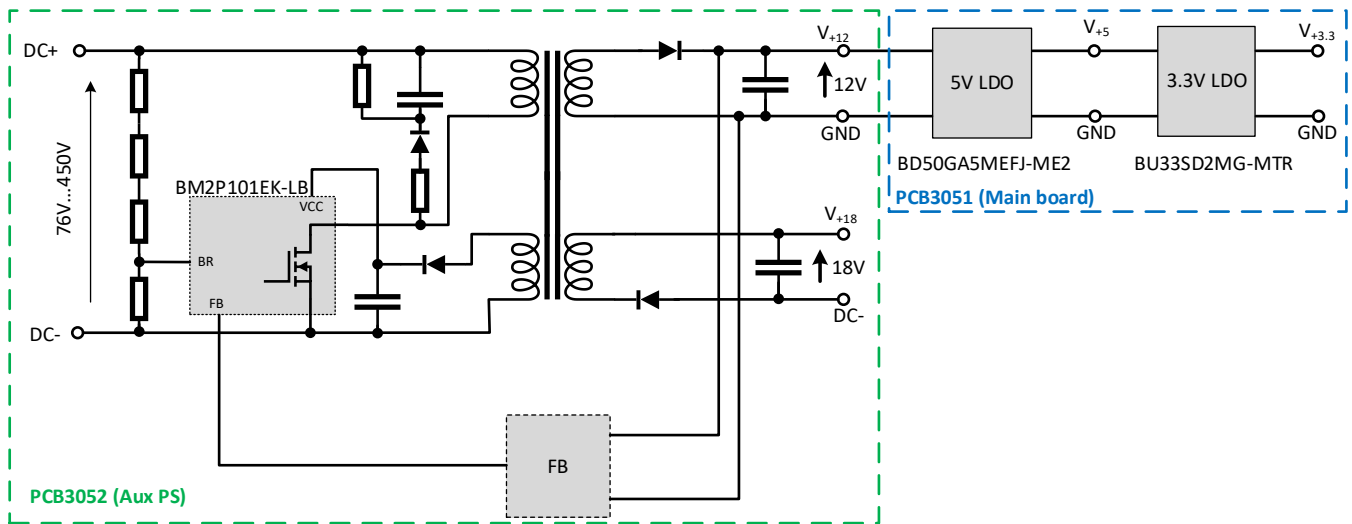 DC+
76V...450V
DC-
BM2P101EK-LB
VCC
BR
FB
FB
PCB3052 (Aux PS)
V+12
12V
GND
V+18
18V
DC-
5V LDO
BD50GA5MEFJ-ME2
V+5
GND
3.3V LDO
BU33SD2MG-MTR
V+3.3
GND
PCB3051 (Main board)